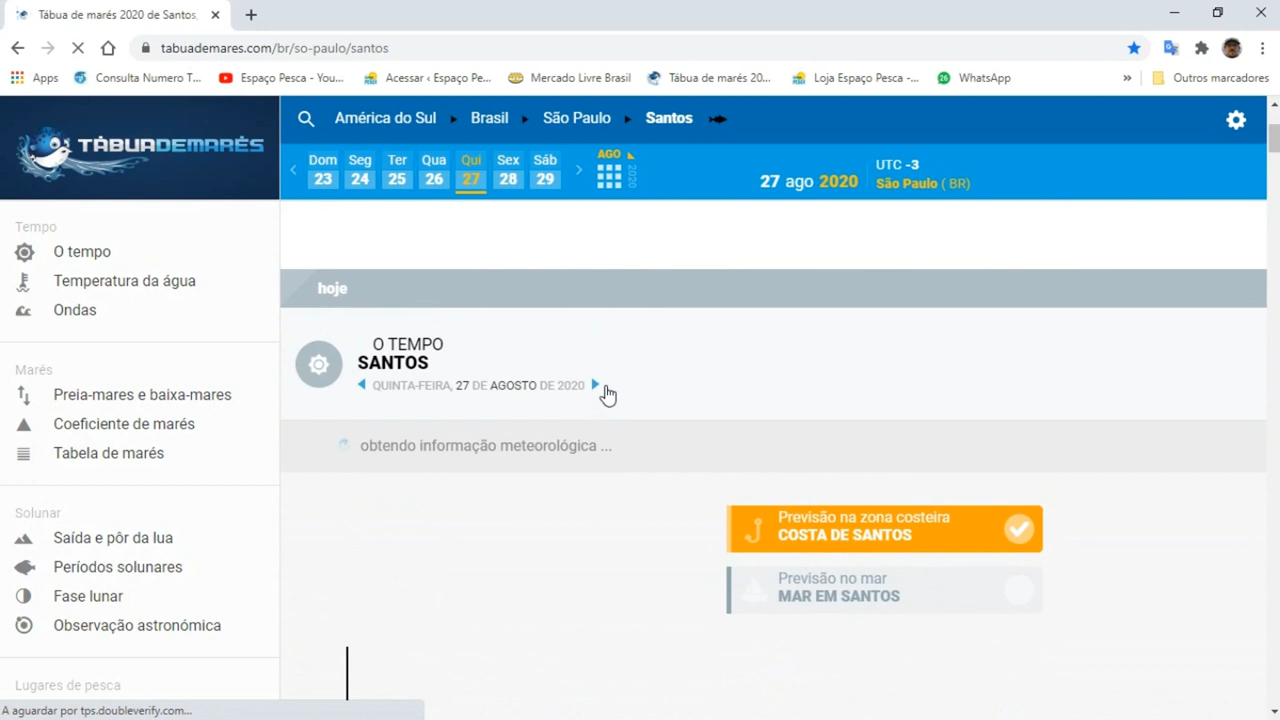 Tábua de marés 2020 de Santos,
tabuademares.com/br/so-paulo/santos
Apps Consulta Numero T... Espaço Pesca - You... Acessar ‹ Espaço Pe... Mercado Livre Brasil Tábua de marés 20... Loja Espaço Pesca -... 26 WhatsApp » Outros marcadores
TÁBUADEMARÉS
América do Sul Brasil São Paulo Santos
Dom Seg Ter Qua Qui Sex Sáb
23 24 25 26 27 28 29
AGO
2020
27 ago 2020
UTC -3
São Paulo ( BR)
Tempo
O tempo
Temperatura da água
Ondas
Marés
Preia-mares e baixa-mares
Coeficiente de marés
Tabela de marés
Solunar
Saída e pôr da lua
Períodos solunares
Fase lunar
Observação astronómica
Lugares de pesca
hoje
O TEMPO
SANTOS
QUINTA-FEIRA, 27 DE AGOSTO DE 2020
obtendo informação meteorológica ...
Previsão na zona costeira
COSTA DE SANTOS
Previsão no mar
MAR EM SANTOS
A aguardar por tps.doubleverify.com...